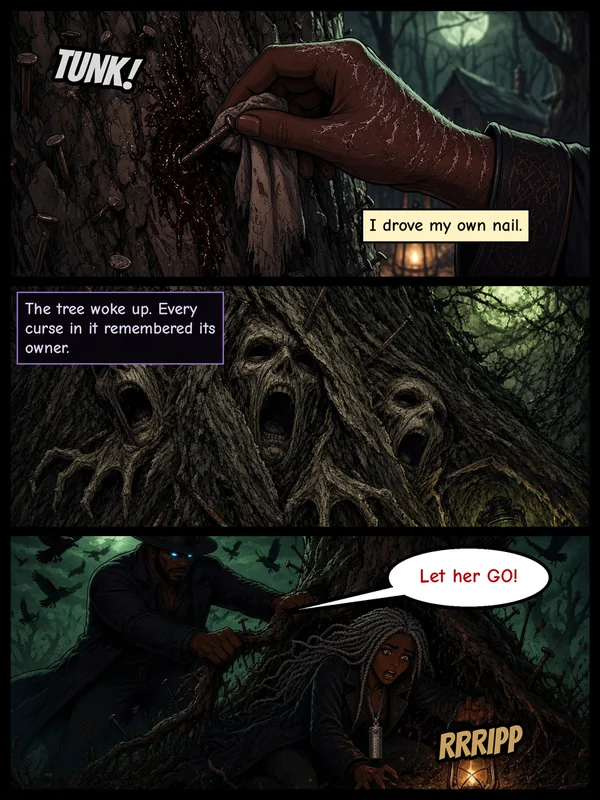 TUNK!
I drove my own nail.
The tree woke up. Every
curse in it remembered its
owner.
Let her GO!
RRRIPP